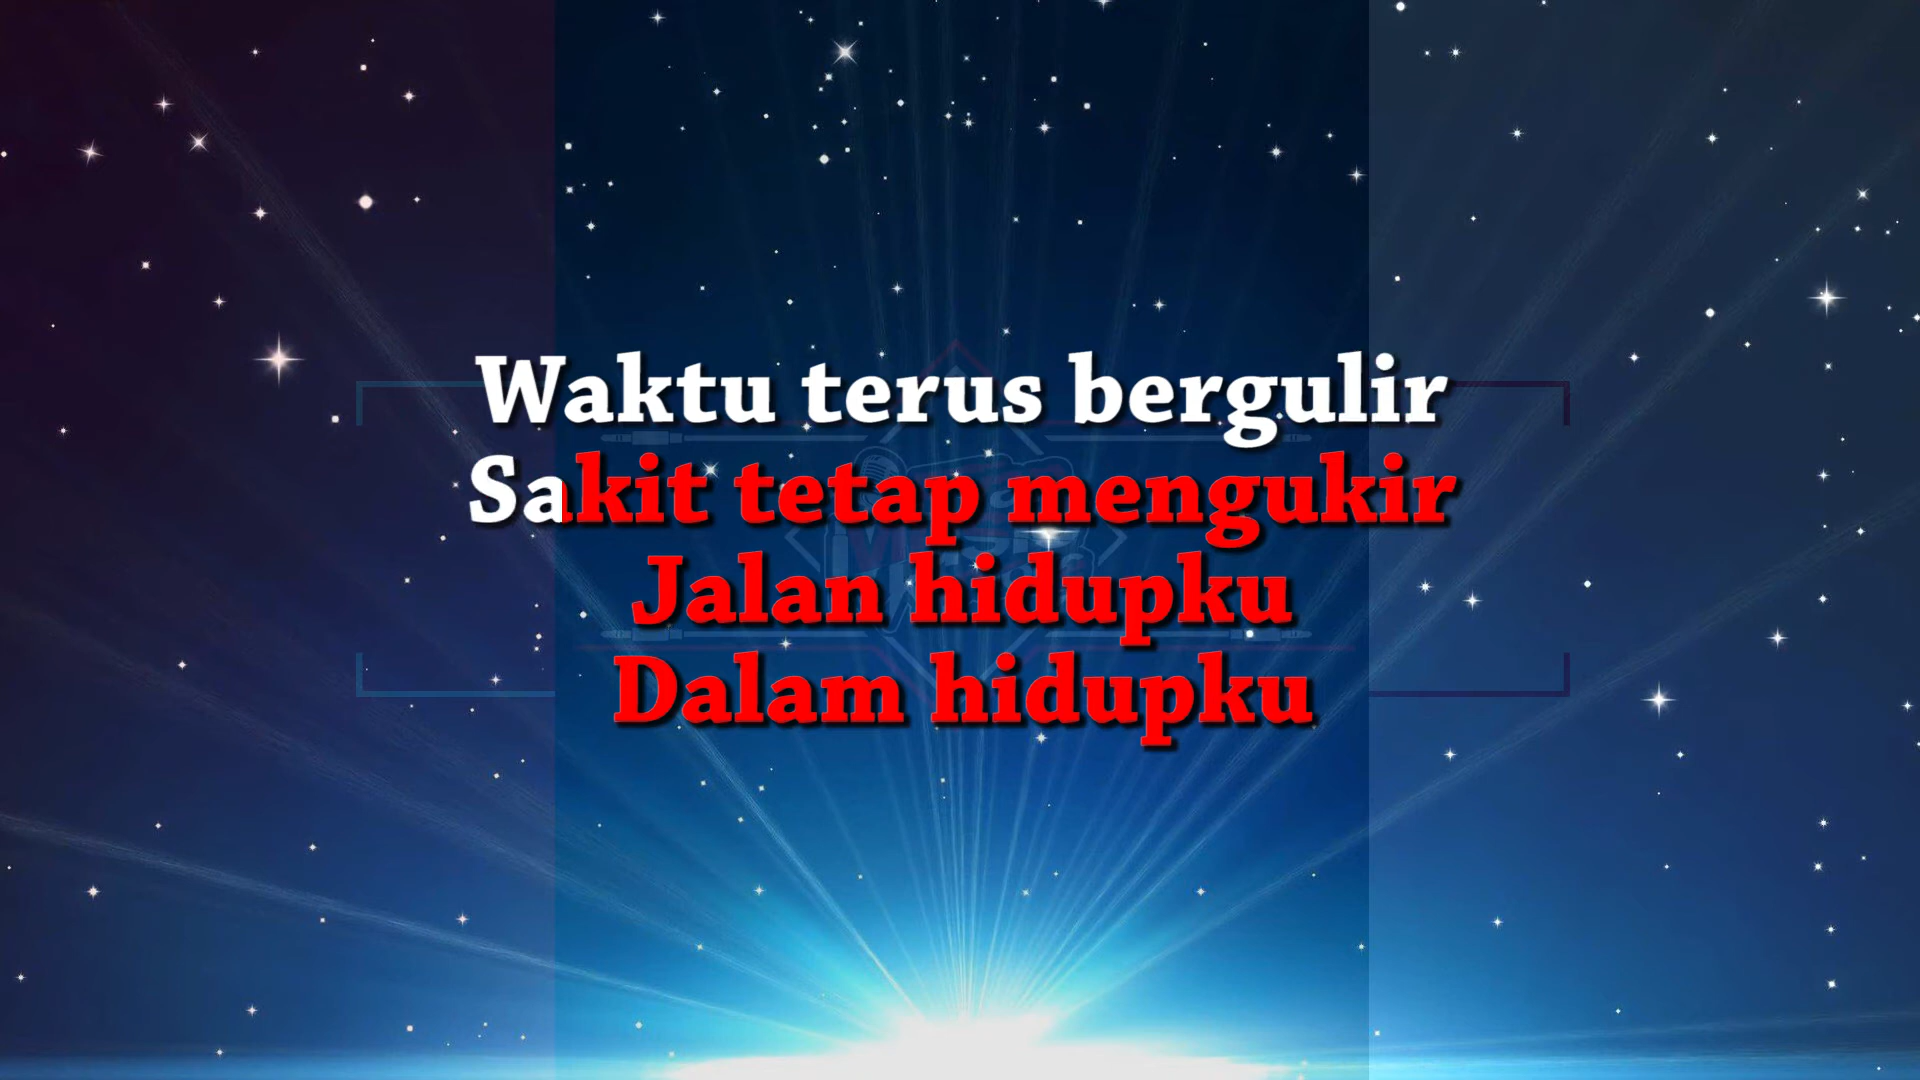 Waktu terus bergulir
Sakit tetap mengukir
Jalan hidupku
Dalam hidupku